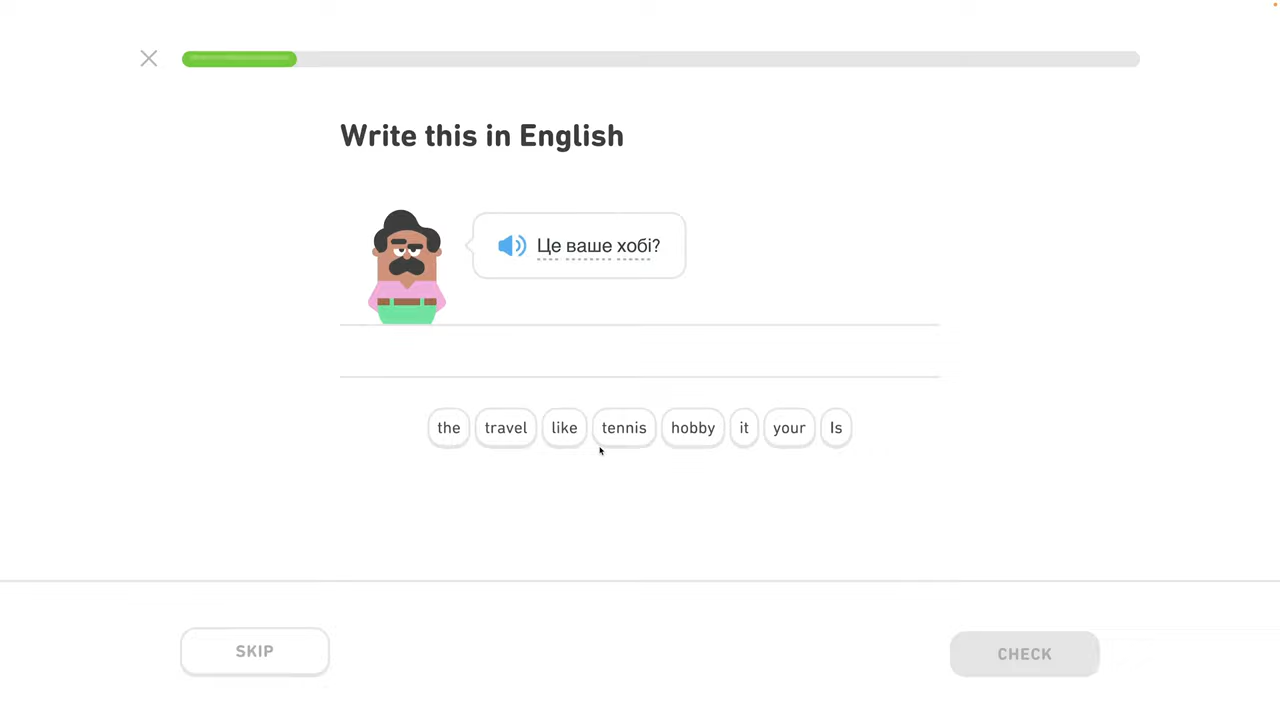 Write this in English
Це ваше хобі?
the travel like tennis hobby it your Is
SKIP
CHECK